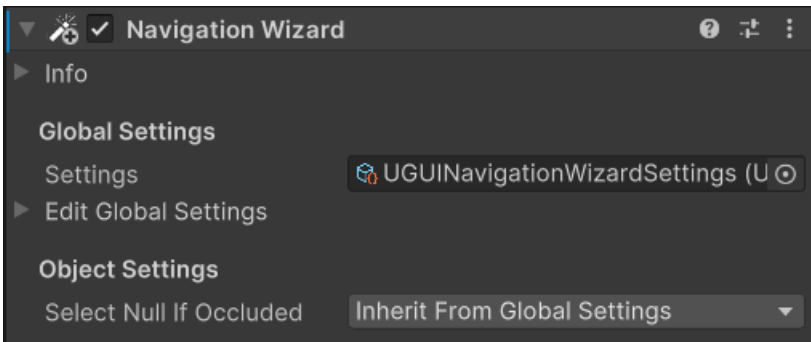 Navigation Wizard
Info
Global Settings
Settings UGUINavigationWizardSettings (U
Edit Global Settings
Object Settings
Select Null If Occluded Inherit From Global Settings